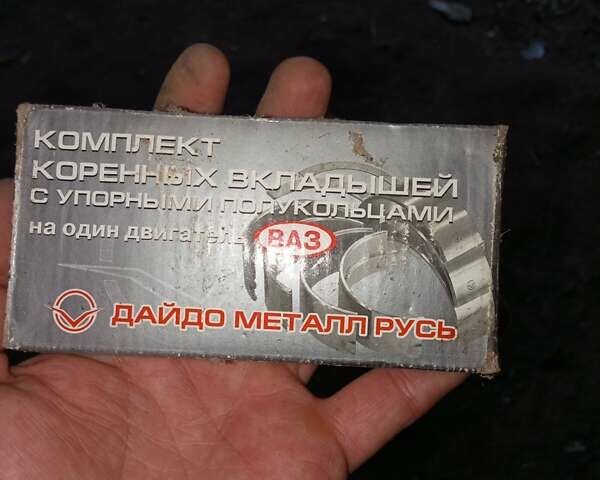 КОМПЛЕКТ
КОРЕННЫХ ВКЛАДЫШЕЙ
С УПОРНЫМИ ПОЛУКОЛЬЦАМИ
на один двигатель ВАЗ
ДАЙДО МЕТАЛЛ РУСЬ